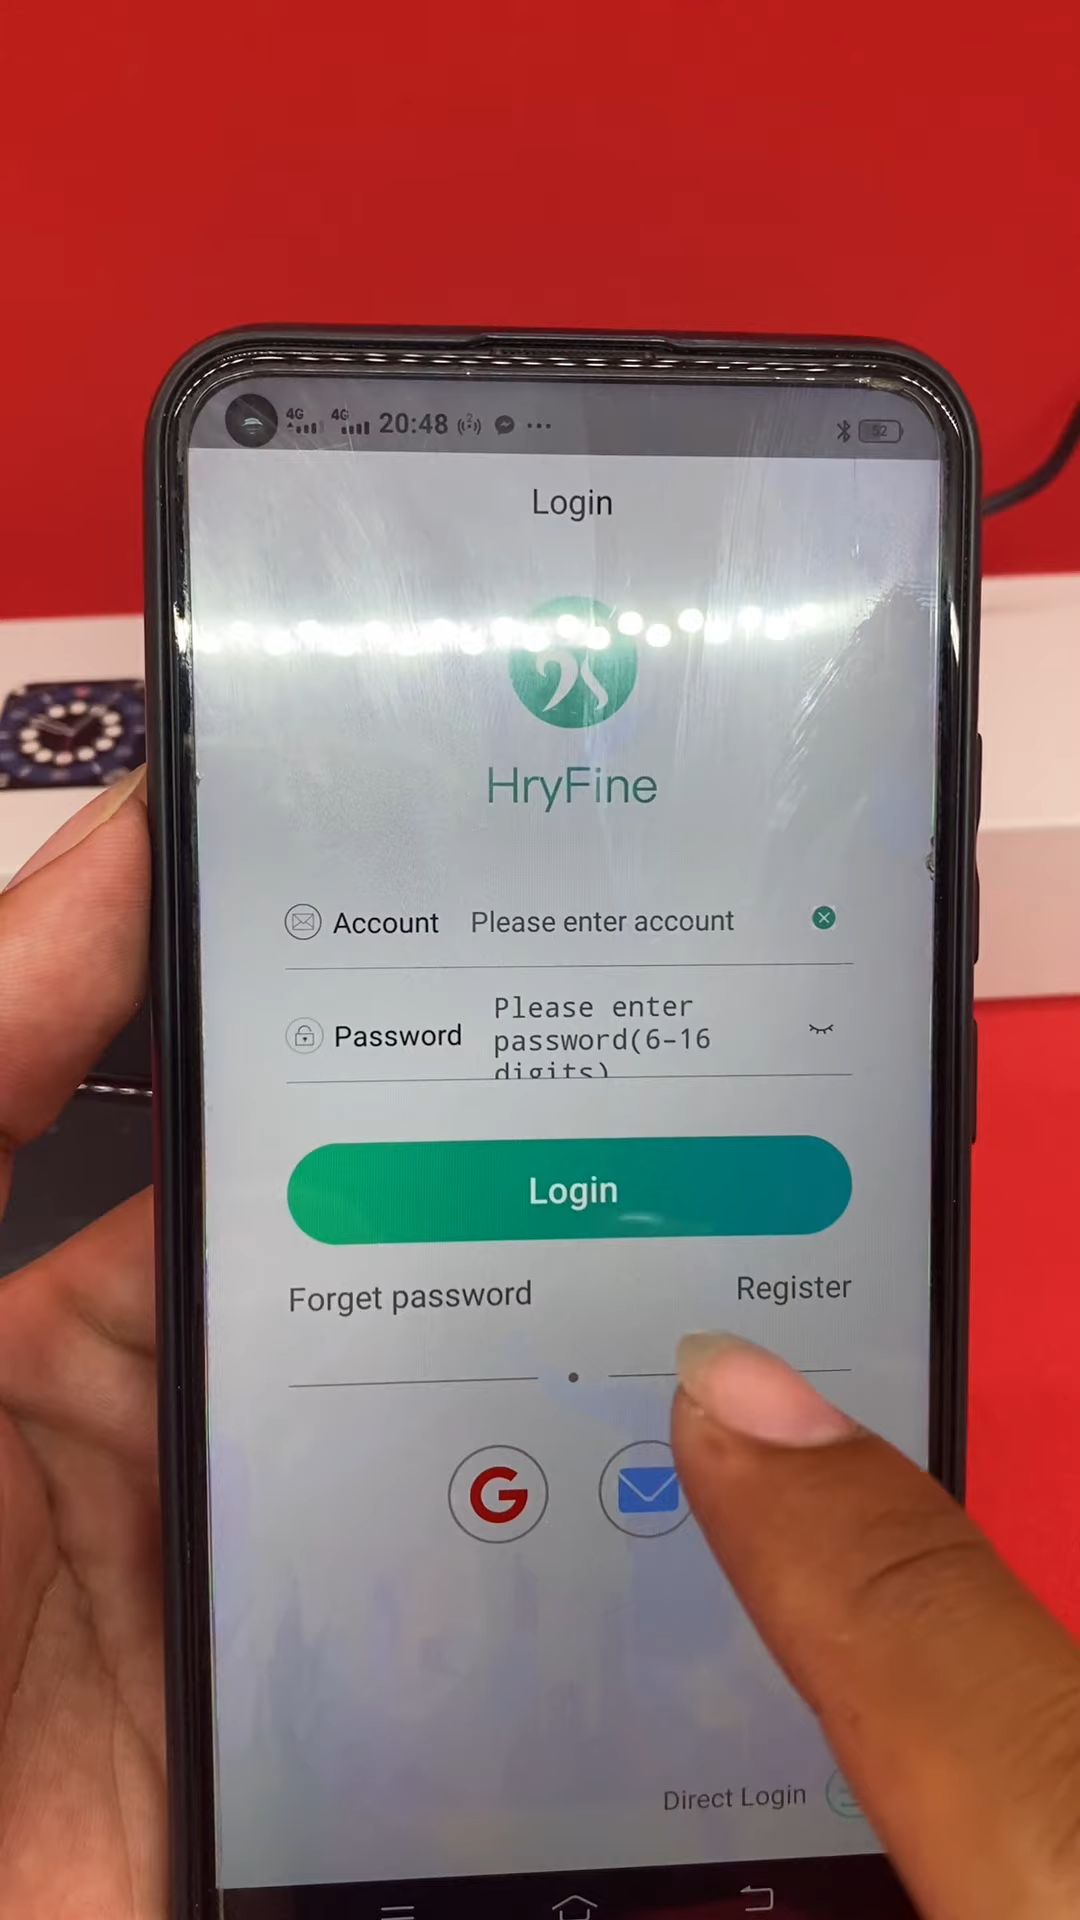 4G 4G 20:48 52
Login
HryFine
Account Please enter account
Password Please enter
password(6-16
digits)
Login
Forget password Register
G
Direct Login